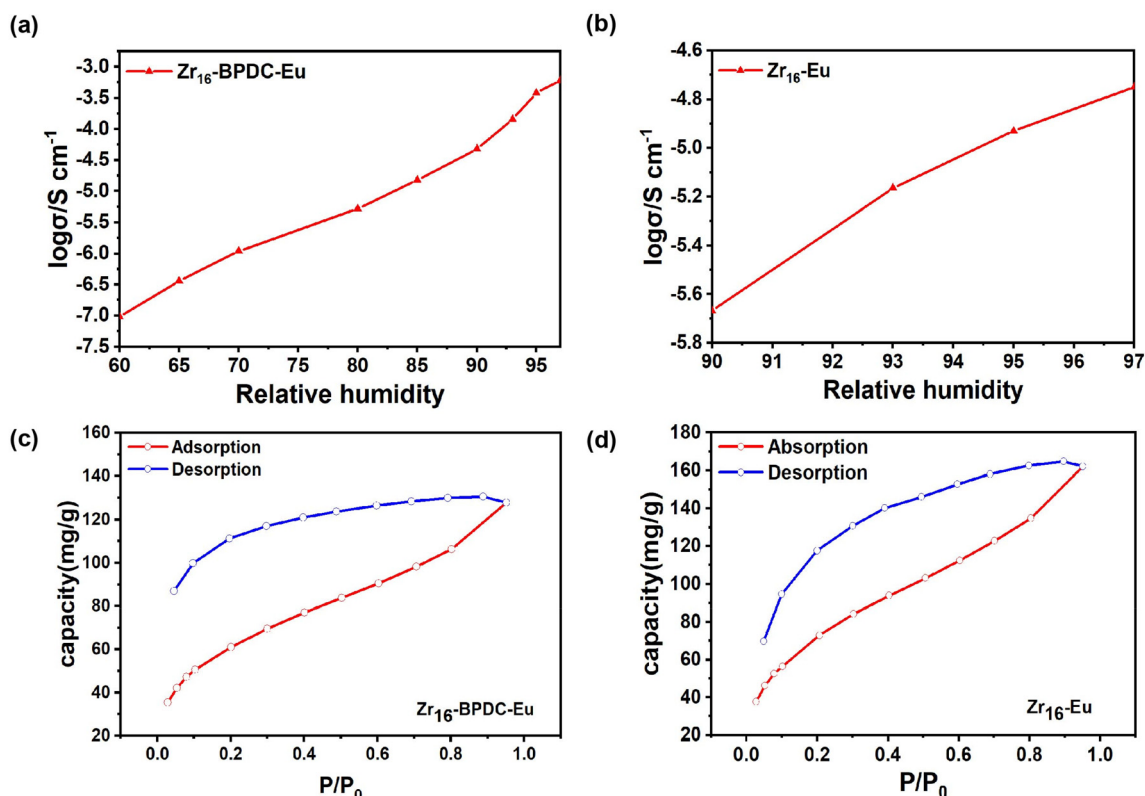 (a)
Zr16-BPDC-Eu
-3.0
-3.5
-4.0
-4.5
-5.0
-5.5
-6.0
-6.5
-7.0
-7.5
logσ/S cm-1
60 65 70 75 80 85 90 95
Relative humidity
(b)
Zr16-Eu
-4.6
-4.8
-5.0
-5.2
-5.4
-5.6
-5.8
logσ/S cm-1
90 91 92 93 94 95 96 97
Relative humidity
(c)
Adsorption
Desorption
160
140
120
100
80
60
40
20
capacity(mg/g)
Zr16-BPDC-Eu
0.0 0.2 0.4 0.6 0.8 1.0
P/P0
(d)
Absorption
Desorption
180
160
140
120
100
80
60
40
20
capacity(mg/g)
Zr16-Eu
0.0 0.2 0.4 0.6 0.8 1.0
P/P0